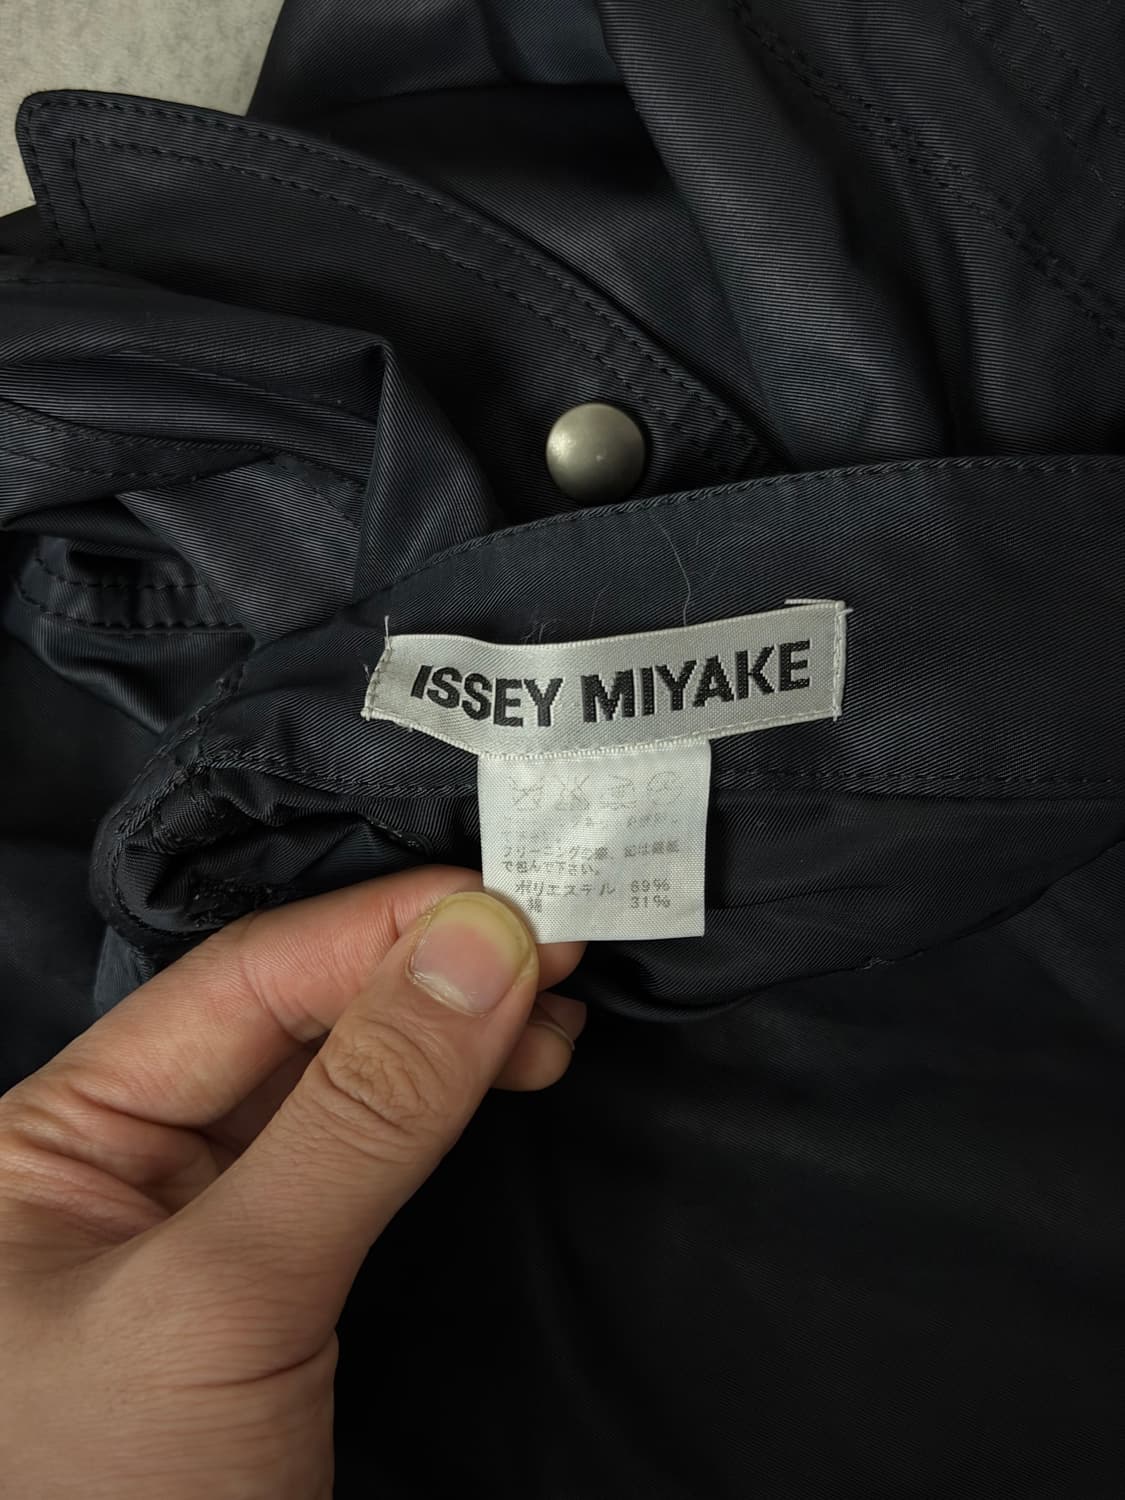 ISSEY MIYAKE
クリーニングの際、釦は銀紙
で包んで下さい。
ポリエステル 69%
綿 31%